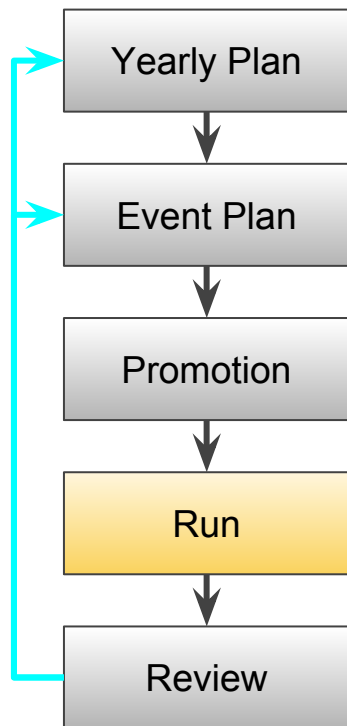 Yearly Plan
Event Plan
Promotion
Run
Review